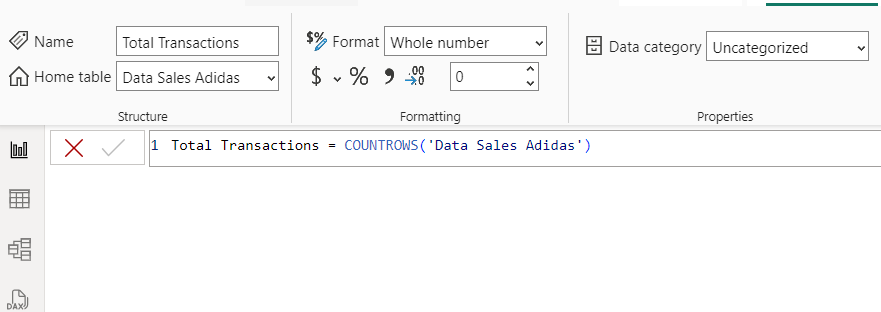 Name Total Transactions
Home table Data Sales Adidas
Structure
$% Format Whole number
$ % , .00 →.0 0
Formatting
Data category Uncategorized
Properties
1 Total Transactions = COUNTROWS('Data Sales Adidas')
DAX